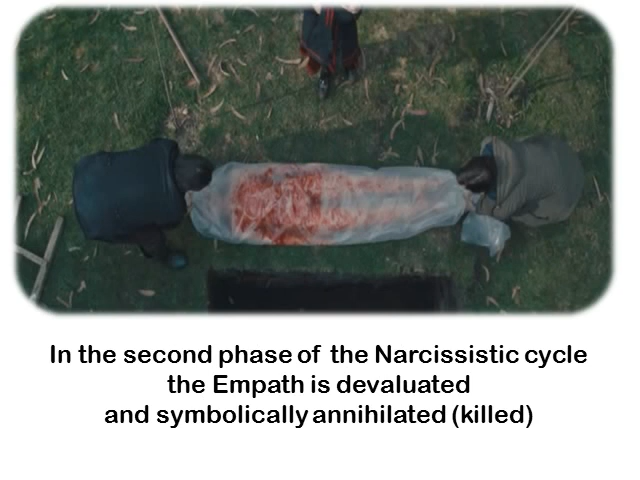 In the second phase of the Narcissistic cycle
the Empath is devaluated
and symbolically annihilated (killed)